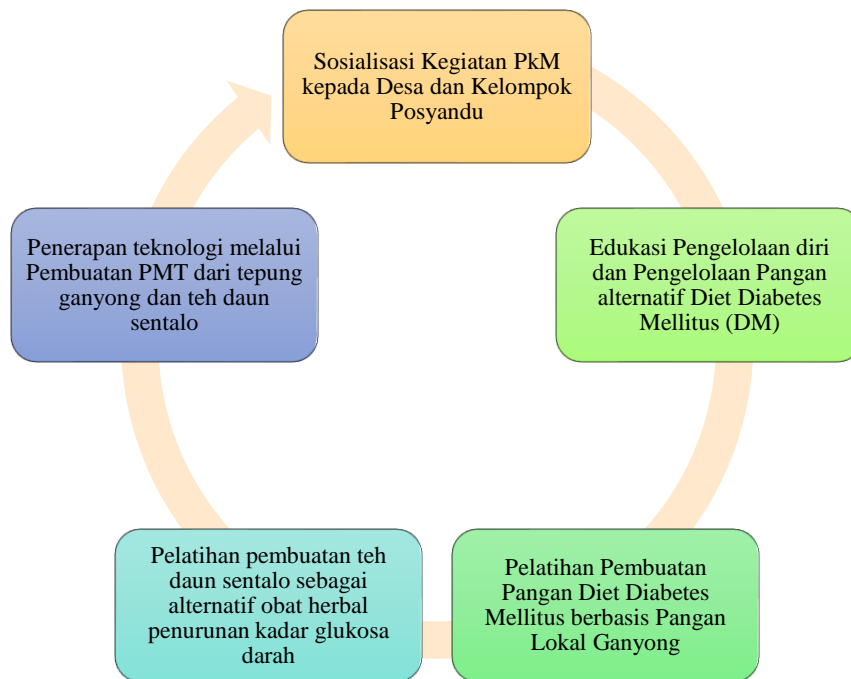 Sosialisasi Kegiatan PkM
kepada Desa dan Kelompok
Posyandu
Edukasi Pengelolaan diri
dan Pengelolaan Pangan
alternatif Diet Diabetes
Mellitus (DM)
Pelatihan Pembuatan
Pangan Diet Diabetes
Mellitus berbasis Pangan
Lokal Ganyong
Pelatihan pembuatan teh
daun sentalo sebagai
alternatif obat herbal
penurunan kadar glukosa
darah
Penerapan teknologi melalui
Pembuatan PMT dari tepung
ganyong dan teh daun
sentalo